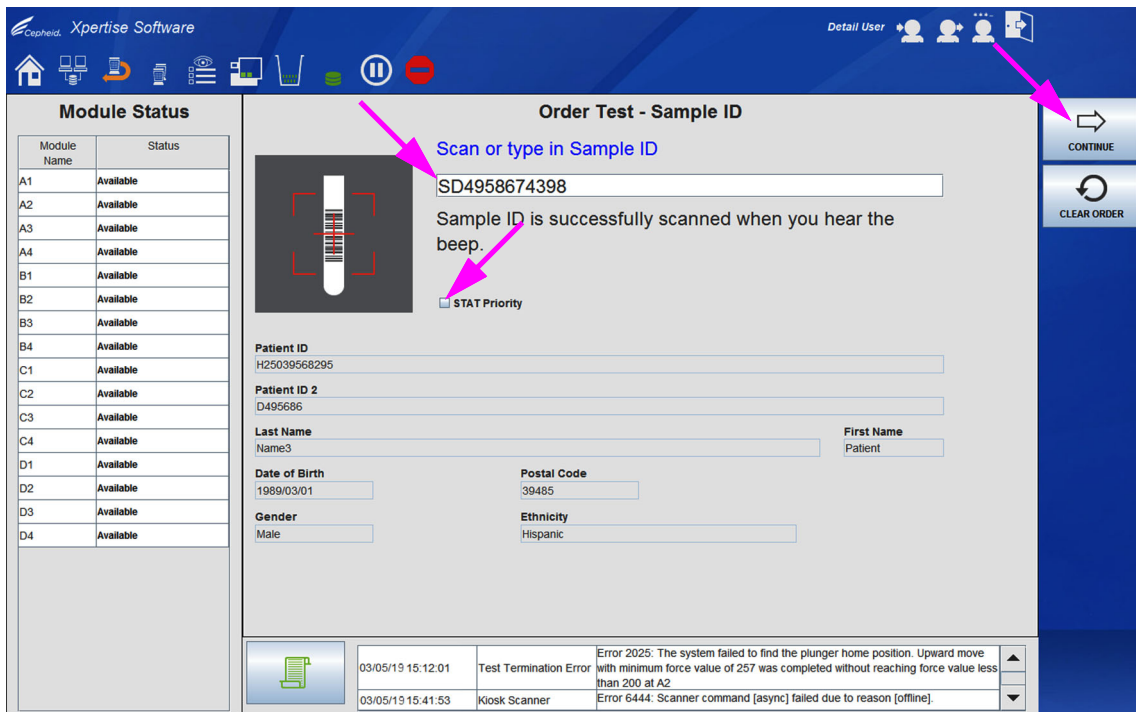 Cepheid. Xpertise Software
Detail User
Module Status
Module Name Status
A1 Available
A2 Available
A3 Available
A4 Available
B1 Available
B2 Available
B3 Available
B4 Available
C1 Available
C2 Available
C3 Available
C4 Available
D1 Available
D2 Available
D3 Available
D4 Available
Order Test - Sample ID
Scan or type in Sample ID
SD4958674398
Sample ID is successfully scanned when you hear the
beep.
STAT Priority
Patient ID
H25039568295
Patient ID 2
D495686
Last Name First Name
Name3 Patient
Date of Birth Postal Code
1989/03/01 39485
Gender Ethnicity
Male Hispanic
CONTINUE
CLEAR ORDER
03/05/19 15:12:01 Test Termination Error Error 2025: The system failed to find the plunger home position. Upward move
with minimum force value of 257 was completed without reaching force value less
than 200 at A2
03/05/19 15:41:53 Kiosk Scanner Error 6444: Scanner command [async] failed due to reason [offline].